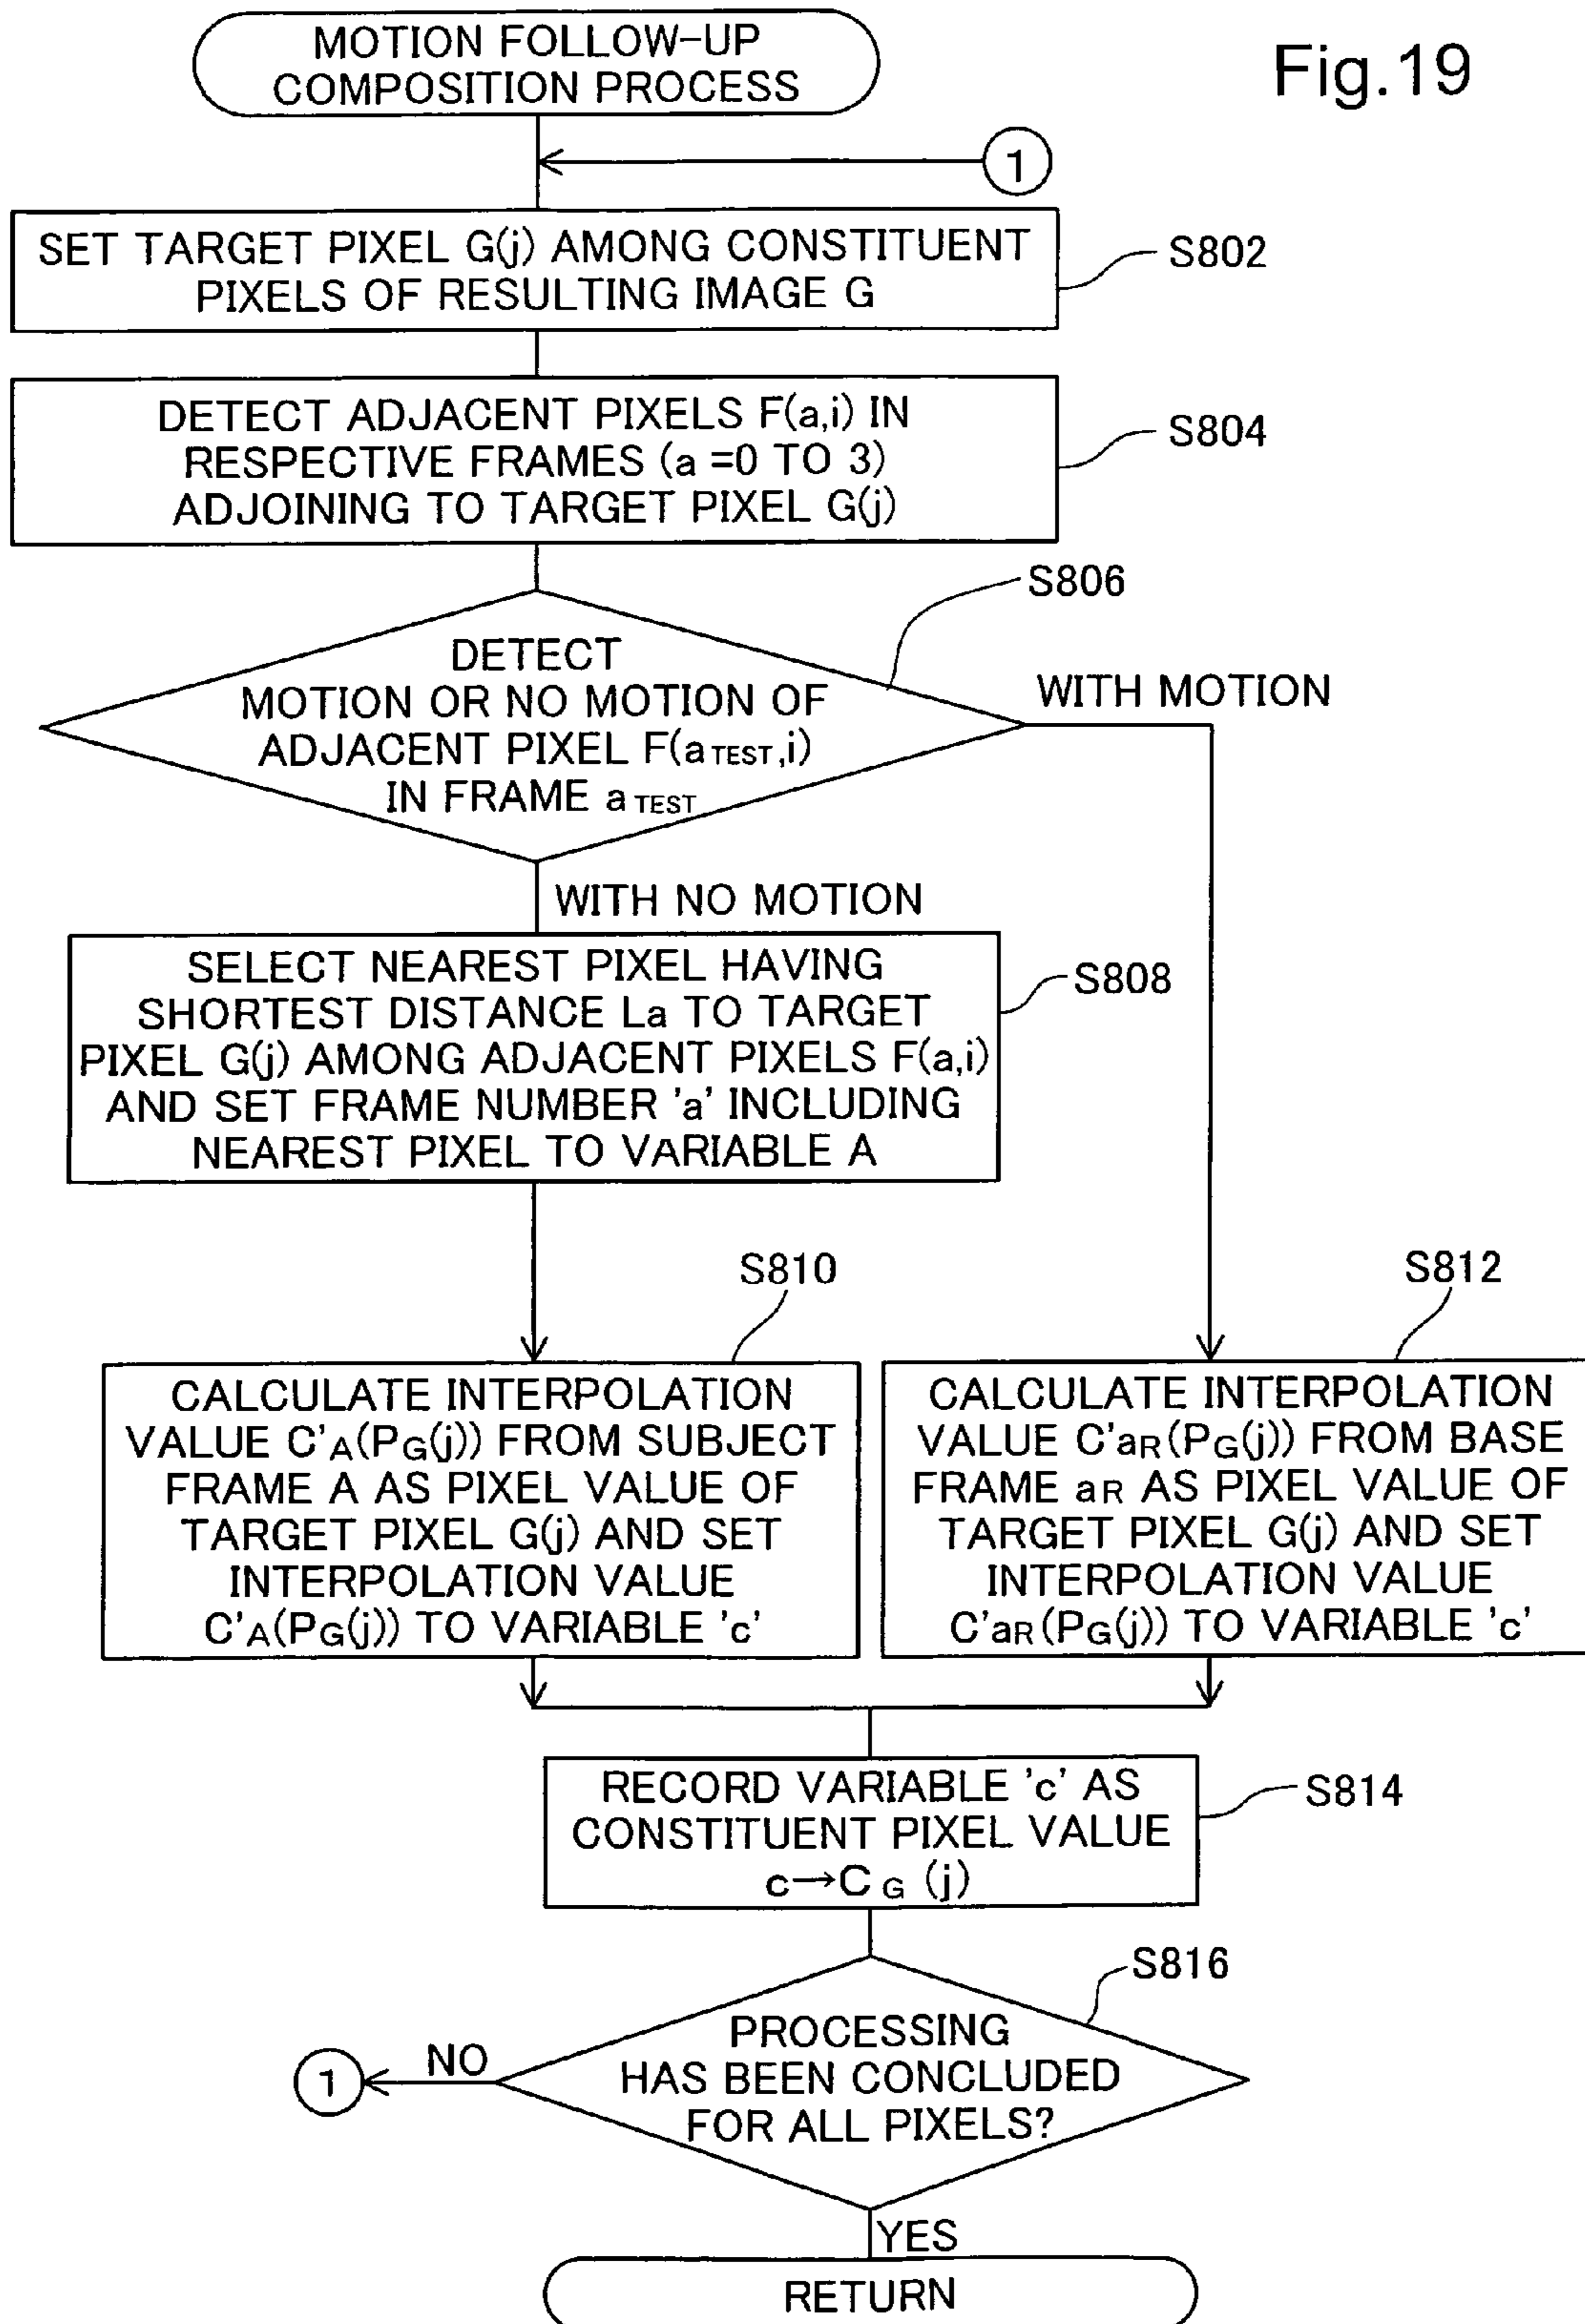 MOTION FOLLOW-UP
COMPOSITION PROCESS
Fig.19
1
SET TARGET PIXEL G(j) AMONG CONSTITUENT
PIXELS OF RESULTING IMAGE G
S802
DETECT ADJACENT PIXELS F(a,i) IN
RESPECTIVE FRAMES (a =0 TO 3)
ADJOINING TO TARGET PIXEL G(j)
S804
S806
DETECT
MOTION OR NO MOTION OF
ADJACENT PIXEL F(aTEST,i)
IN FRAME aTEST
WITH MOTION
WITH NO MOTION
SELECT NEAREST PIXEL HAVING
SHORTEST DISTANCE La TO TARGET
PIXEL G(j) AMONG ADJACENT PIXELS F(a,i)
AND SET FRAME NUMBER 'a' INCLUDING
NEAREST PIXEL TO VARIABLE A
S808
S810
CALCULATE INTERPOLATION
VALUE C'A(PG(j)) FROM SUBJECT
FRAME A AS PIXEL VALUE OF
TARGET PIXEL G(j) AND SET
INTERPOLATION VALUE
C'A(PG(j)) TO VARIABLE 'c'
S812
CALCULATE INTERPOLATION
VALUE C'aR(PG(j)) FROM BASE
FRAME aR AS PIXEL VALUE OF
TARGET PIXEL G(j) AND SET
INTERPOLATION VALUE
C'aR(PG(j)) TO VARIABLE 'c'
RECORD VARIABLE 'c' AS
CONSTITUENT PIXEL VALUE
c→CG (j)
S814
S816
PROCESSING
HAS BEEN CONCLUDED
FOR ALL PIXELS?
NO
1
YES
RETURN